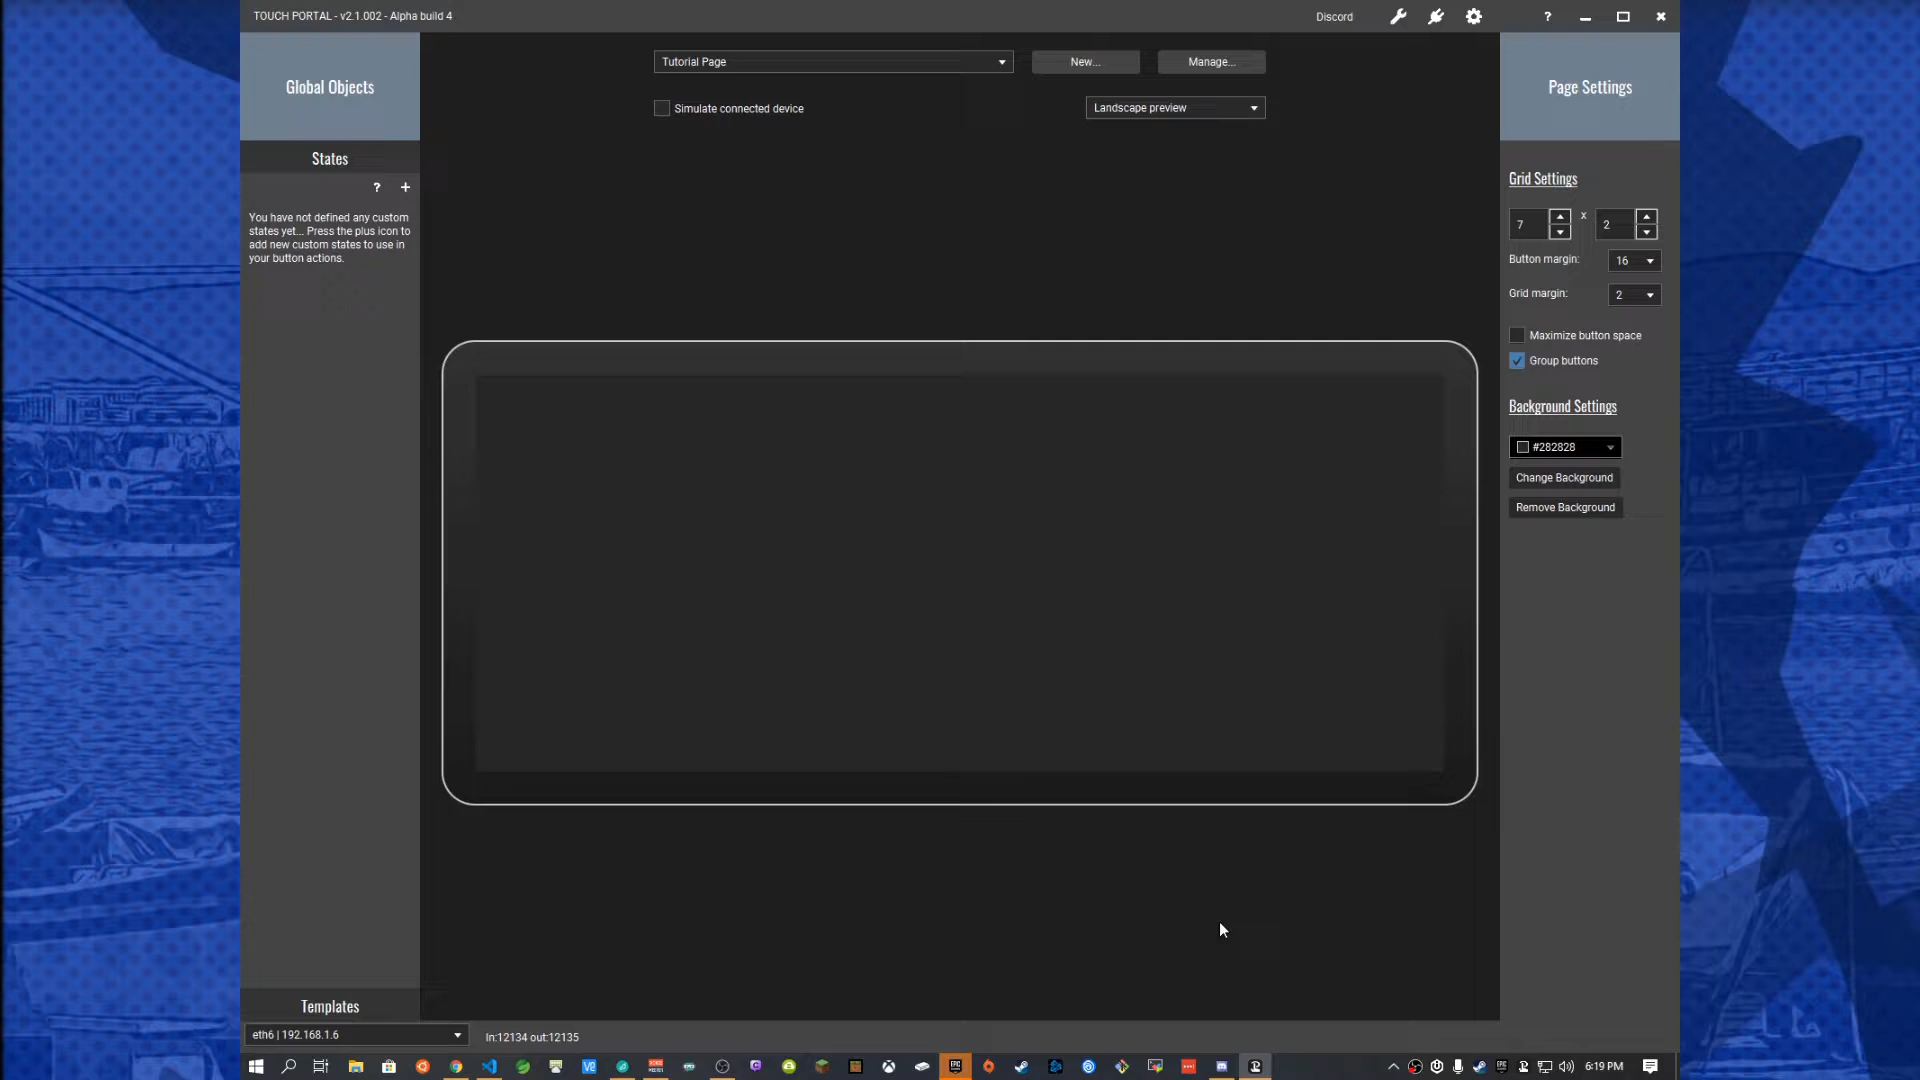 TOUCH PORTAL - v2.1.002 - Alpha build 4
Discord
?
Global Objects
Tutorial Page
New...
Manage...
Page Settings
Simulate connected device
Landscape preview
States
? +
You have not defined any custom
states yet... Press the plus icon to
add new custom states to use in
your button actions.
Grid Settings
7 x 2
Button margin: 16
Grid margin: 2
Maximize button space
Group buttons
Background Settings
#282828
Change Background
Remove Background
Templates
eth6 | 192.168.1.6
In:12134 out:12135
6:19 PM